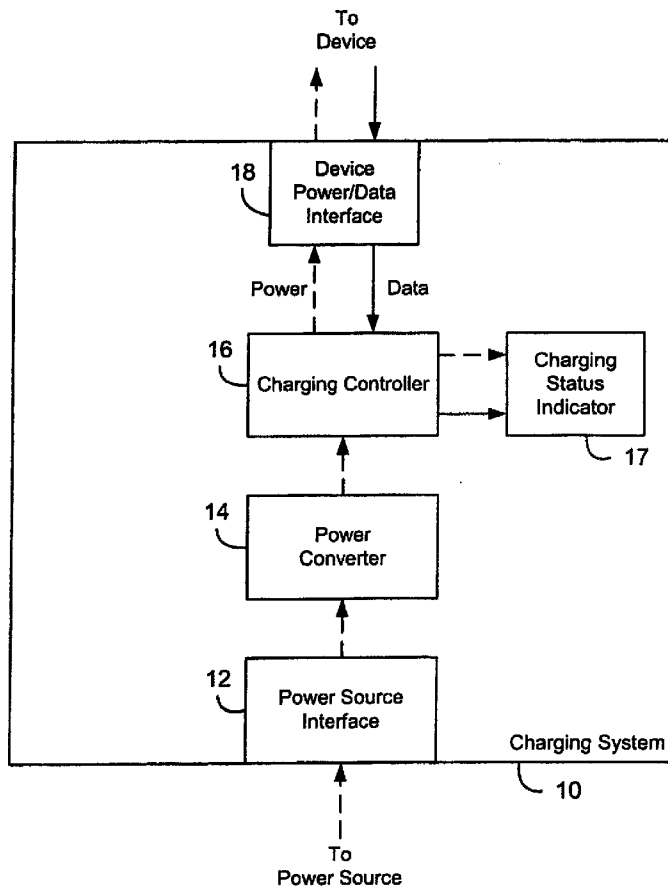 To
Device
18
Device
Power/Data
Interface
Power
Data
16
Charging Controller
Charging
Status
Indicator
17
14
Power
Converter
12
Power Source
Interface
Charging System
10
To
Power Source